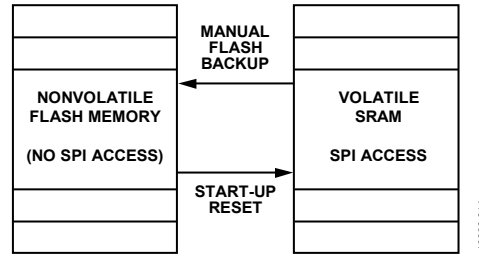 MANUAL
FLASH
BACKUP
NONVOLATILE
FLASH MEMORY
(NO SPI ACCESS)
VOLATILE
SRAM
SPI ACCESS
START-UP
RESET